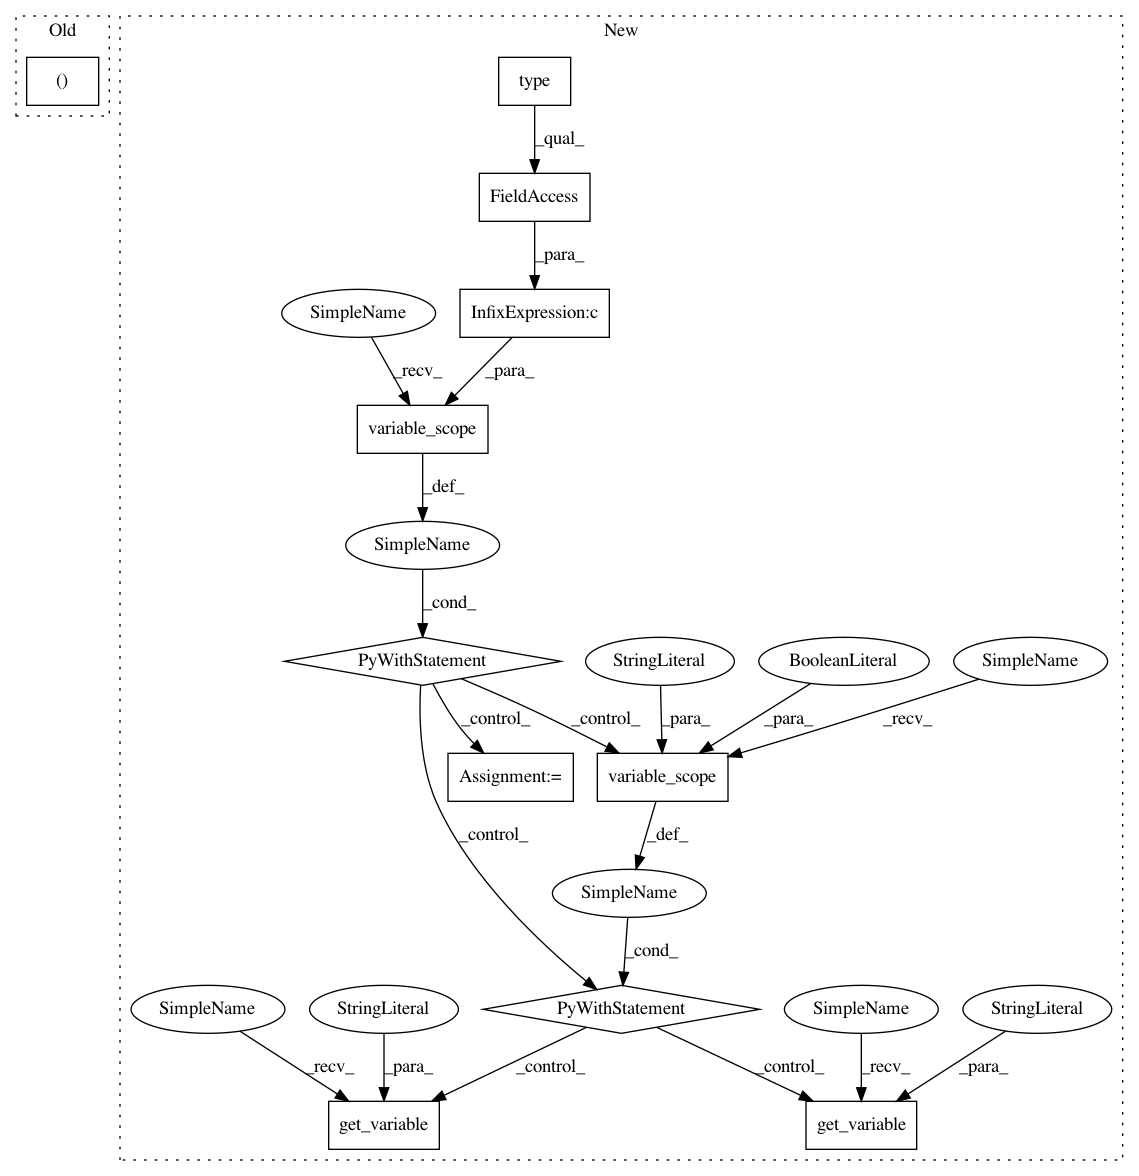 Old
New
()
type
_qual_
FieldAccess
_para_
SimpleName
InfixExpression:c
_recv_
_para_
variable_scope
_def_
SimpleName
_cond_
PyWithStatement
StringLiteral
BooleanLiteral
SimpleName
_control_
_control_
_para_
_para_
_recv_
Assignment:=
variable_scope
_control_
_def_
SimpleName
_cond_
SimpleName
StringLiteral
PyWithStatement
SimpleName
StringLiteral
_recv_
_para_
_control_
_control_
_recv_
_para_
get_variable
get_variable